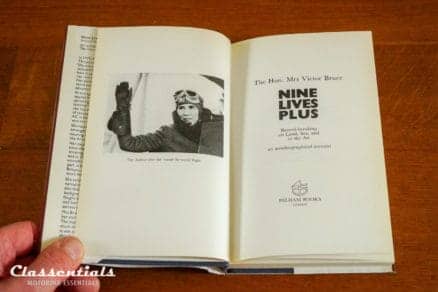 The Author after her 'round the world' flight
The Hon. Mrs Victor Bruce
NINE
LIVES
PLUS
Record-breaking
on Land, Sea, and
in the Air
an autobiographical account
PELHAM BOOKS
LONDON
Classentials
MOTORING ESSENTIALS